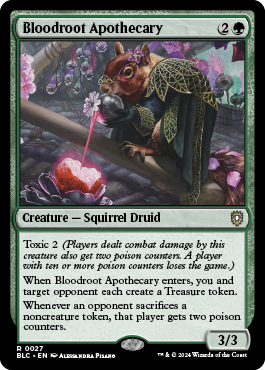 Bloodroot Apothecary 2
Creature — Squirrel Druid
Toxic 2 (Players dealt combat damage by this
creature also get two poison counters. A player
with ten or more poison counters loses the game.)
When Bloodroot Apothecary enters, you and
target opponent each create a Treasure token.
Whenever an opponent sacrifices a
noncreature token, that player gets two poison
counters.
3/3
R 0027
BLC • EN Alessandra Pisano
™ & © 2024 Wizards of the Coast